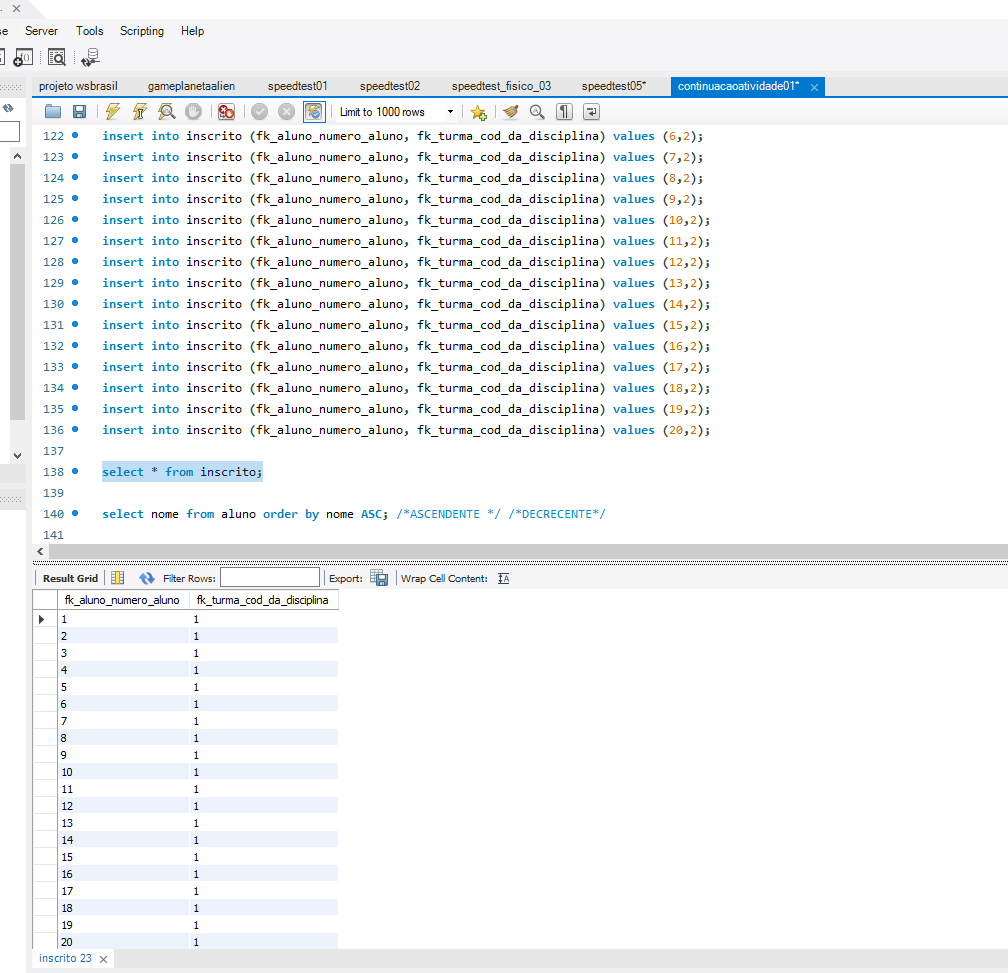 Server Tools Scripting Help
projeto wsbrasil gameplanetaalien speedtest01 speedtest02 speedtest_fisico_03 speedtest05* continuacaoatividade01*
Limit to 1000 rows
122 insert into inscrito (fk_aluno_numero_aluno, fk_turma_cod_da_disciplina) values (6,2);
123 insert into inscrito (fk_aluno_numero_aluno, fk_turma_cod_da_disciplina) values (7,2);
124 insert into inscrito (fk_aluno_numero_aluno, fk_turma_cod_da_disciplina) values (8,2);
125 insert into inscrito (fk_aluno_numero_aluno, fk_turma_cod_da_disciplina) values (9,2);
126 insert into inscrito (fk_aluno_numero_aluno, fk_turma_cod_da_disciplina) values (10,2);
127 insert into inscrito (fk_aluno_numero_aluno, fk_turma_cod_da_disciplina) values (11,2);
128 insert into inscrito (fk_aluno_numero_aluno, fk_turma_cod_da_disciplina) values (12,2);
129 insert into inscrito (fk_aluno_numero_aluno, fk_turma_cod_da_disciplina) values (13,2);
130 insert into inscrito (fk_aluno_numero_aluno, fk_turma_cod_da_disciplina) values (14,2);
131 insert into inscrito (fk_aluno_numero_aluno, fk_turma_cod_da_disciplina) values (15,2);
132 insert into inscrito (fk_aluno_numero_aluno, fk_turma_cod_da_disciplina) values (16,2);
133 insert into inscrito (fk_aluno_numero_aluno, fk_turma_cod_da_disciplina) values (17,2);
134 insert into inscrito (fk_aluno_numero_aluno, fk_turma_cod_da_disciplina) values (18,2);
135 insert into inscrito (fk_aluno_numero_aluno, fk_turma_cod_da_disciplina) values (19,2);
136 insert into inscrito (fk_aluno_numero_aluno, fk_turma_cod_da_disciplina) values (20,2);
137
138 select * from inscrito;
139
140 select nome from aluno order by nome ASC; /*ASCENDENTE */ /*DECRECENTE*/
141
Result Grid Filter Rows: Export: Wrap Cell Content:
fk_aluno_numero_aluno fk_turma_cod_da_disciplina
1 1
2 1
3 1
4 1
5 1
6 1
7 1
8 1
9 1
10 1
11 1
12 1
13 1
14 1
15 1
16 1
17 1
18 1
19 1
20 1
inscrito 23